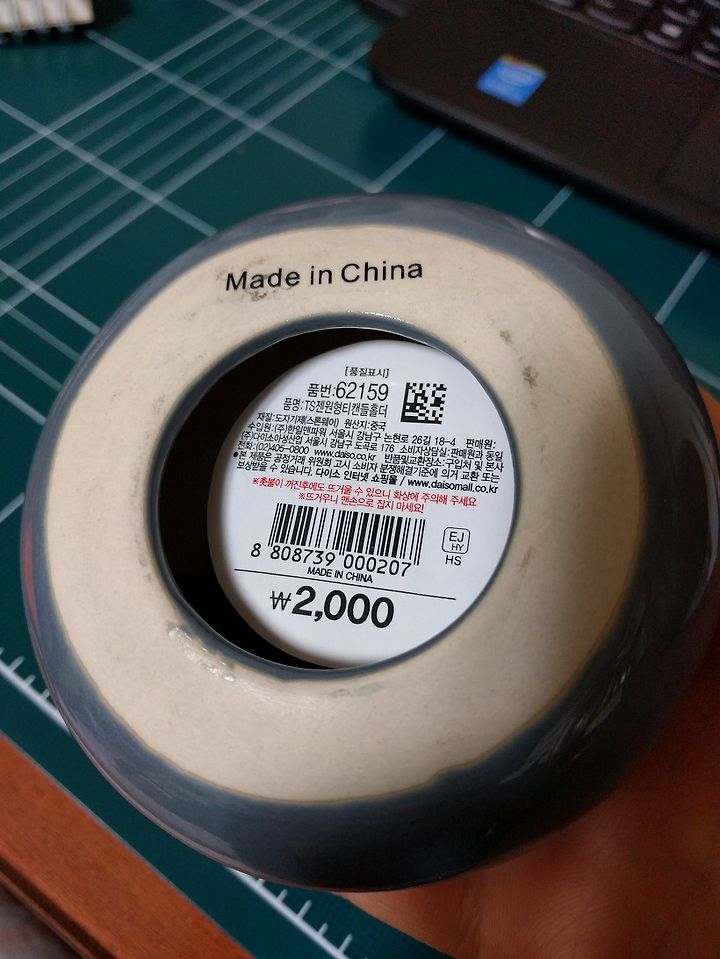 Made in China
[품질표시]
품번:62159
품명:TS젠원형티캔들홀더
재질:도자기제(스톤웨어) 원산지:중국
수입원:(주)한일맨파워 서울시 강남구 논현로 26길 18-4 판매원:
(주)다이소아성산업 서울시 강남구 도곡로 176 소비자상담실:판매원과 동일
전화:(02)405-0800 www.daiso.co.kr 반품및교환장소:구입처 및 본사
●본 제품은 공정거래 위원회 고시 소비자 분쟁해결기준에 의거 교환 또는
보상받을 수 있습니다. 다이소 인터넷 쇼핑몰 / www.daisomall.co.kr
※촛불이 꺼진후에도 뜨거울 수 있으니 화상에 주의해 주세요
※뜨거우니 맨손으로 잡지 마세요!
8 808739 000207
EJ
HY
HS
MADE IN CHINA
₩2,000